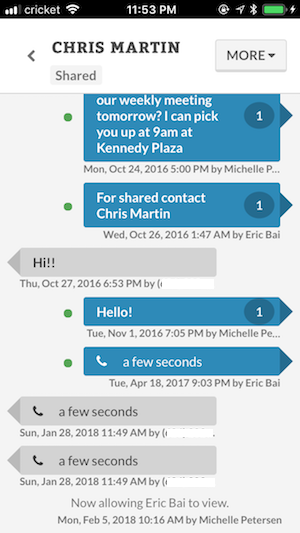 cricket 11:53 PM
CHRIS MARTIN
MORE
Shared
our weekly meeting
tomorrow? I can pick
you up at 9am at
Kennedy Plaza
1
Mon, Oct 24, 2016 5:00 PM by Michelle P...
For shared contact
Chris Martin
1
Wed, Oct 26, 2016 1:47 AM by Eric Bai
Hi!!
Thu, Oct 27, 2016 6:53 PM by (
Hello! 1
Tue, Nov 1, 2016 7:05 PM by Michelle Pe...
a few seconds
Tue, Apr 18, 2017 9:03 PM by Eric Bai
a few seconds
Sun, Jan 28, 2018 11:49 AM by (
a few seconds
Sun, Jan 28, 2018 11:49 AM by (
Now allowing Eric Bai to view.
Mon, Feb 5, 2018 10:16 AM by Michelle Petersen